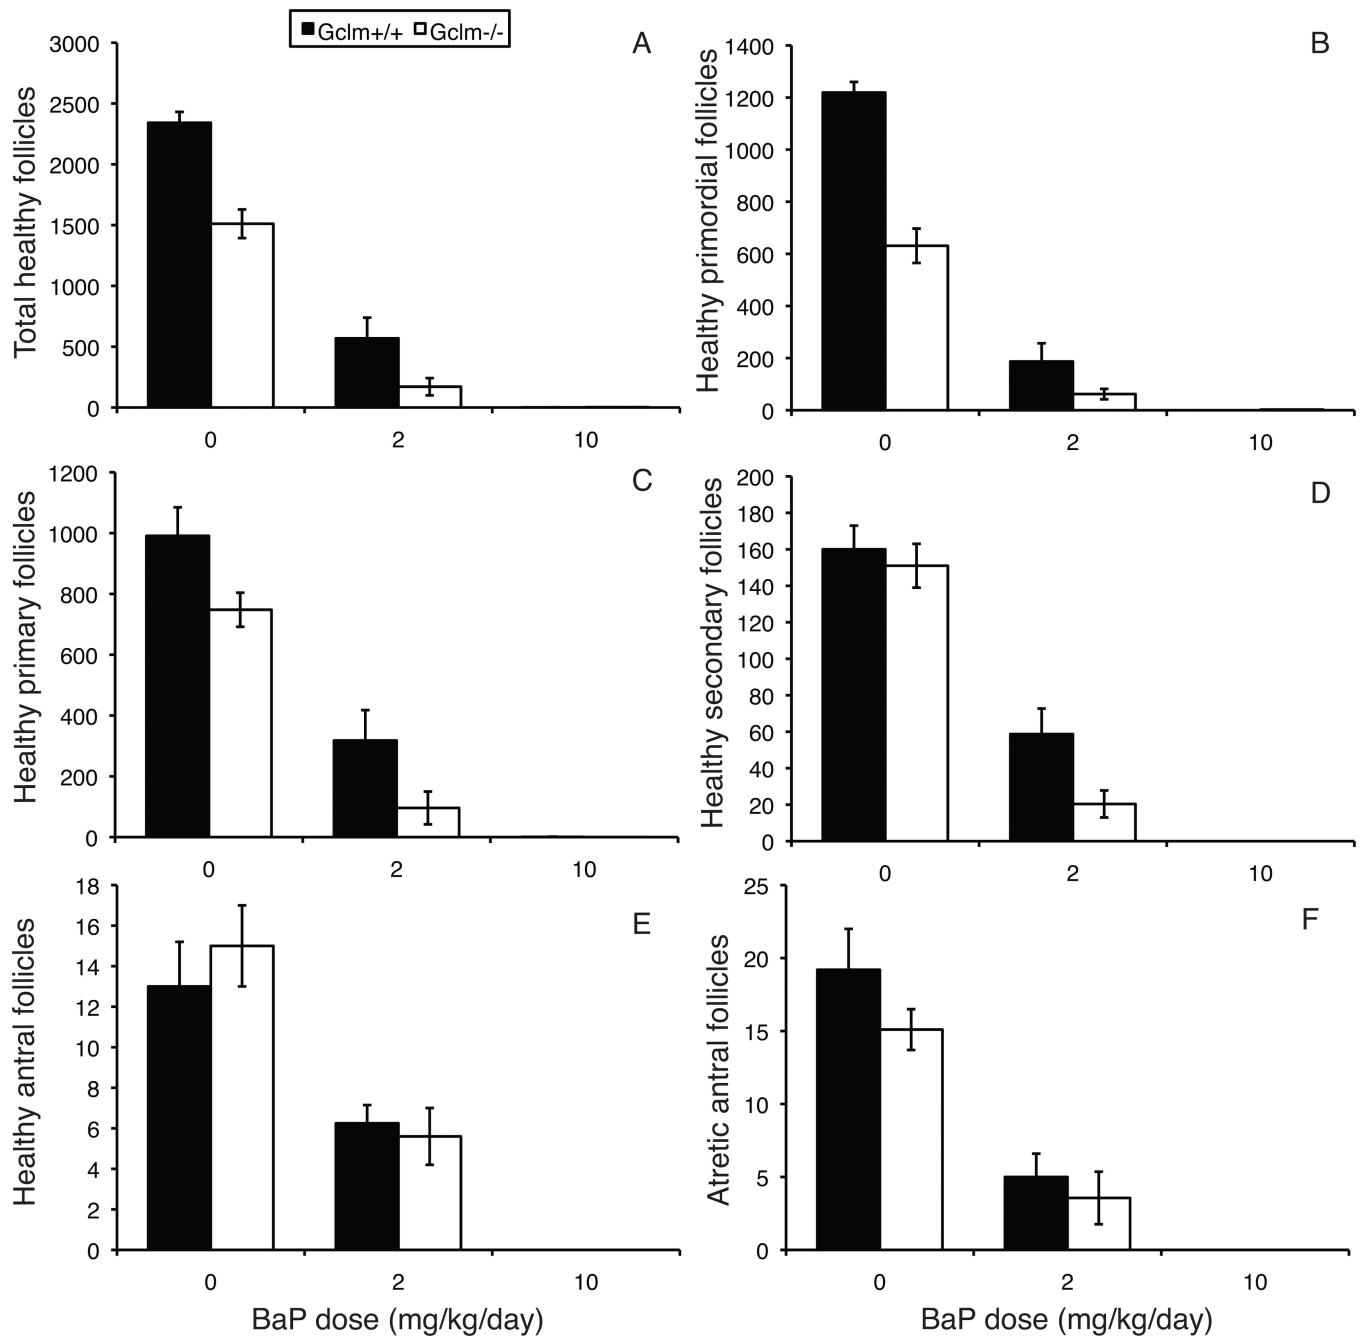 Gclm+/+ Gclm-/-
A
Total healthy follicles
3000
2500
2000
1500
1000
500
0
0 2 10
B
Healthy primordial follicles
1400
1200
1000
800
600
400
200
0
0 2 10
C
Healthy primary follicles
1200
1000
800
600
400
200
0
0 2 10
D
Healthy secondary follicles
200
180
160
140
120
100
80
60
40
20
0
0 2 10
E
Healthy antral follicles
18
16
14
12
10
8
6
4
2
0
0 2 10
BaP dose (mg/kg/day)
F
Atretic antral follicles
25
20
15
10
5
0
0 2 10
BaP dose (mg/kg/day)